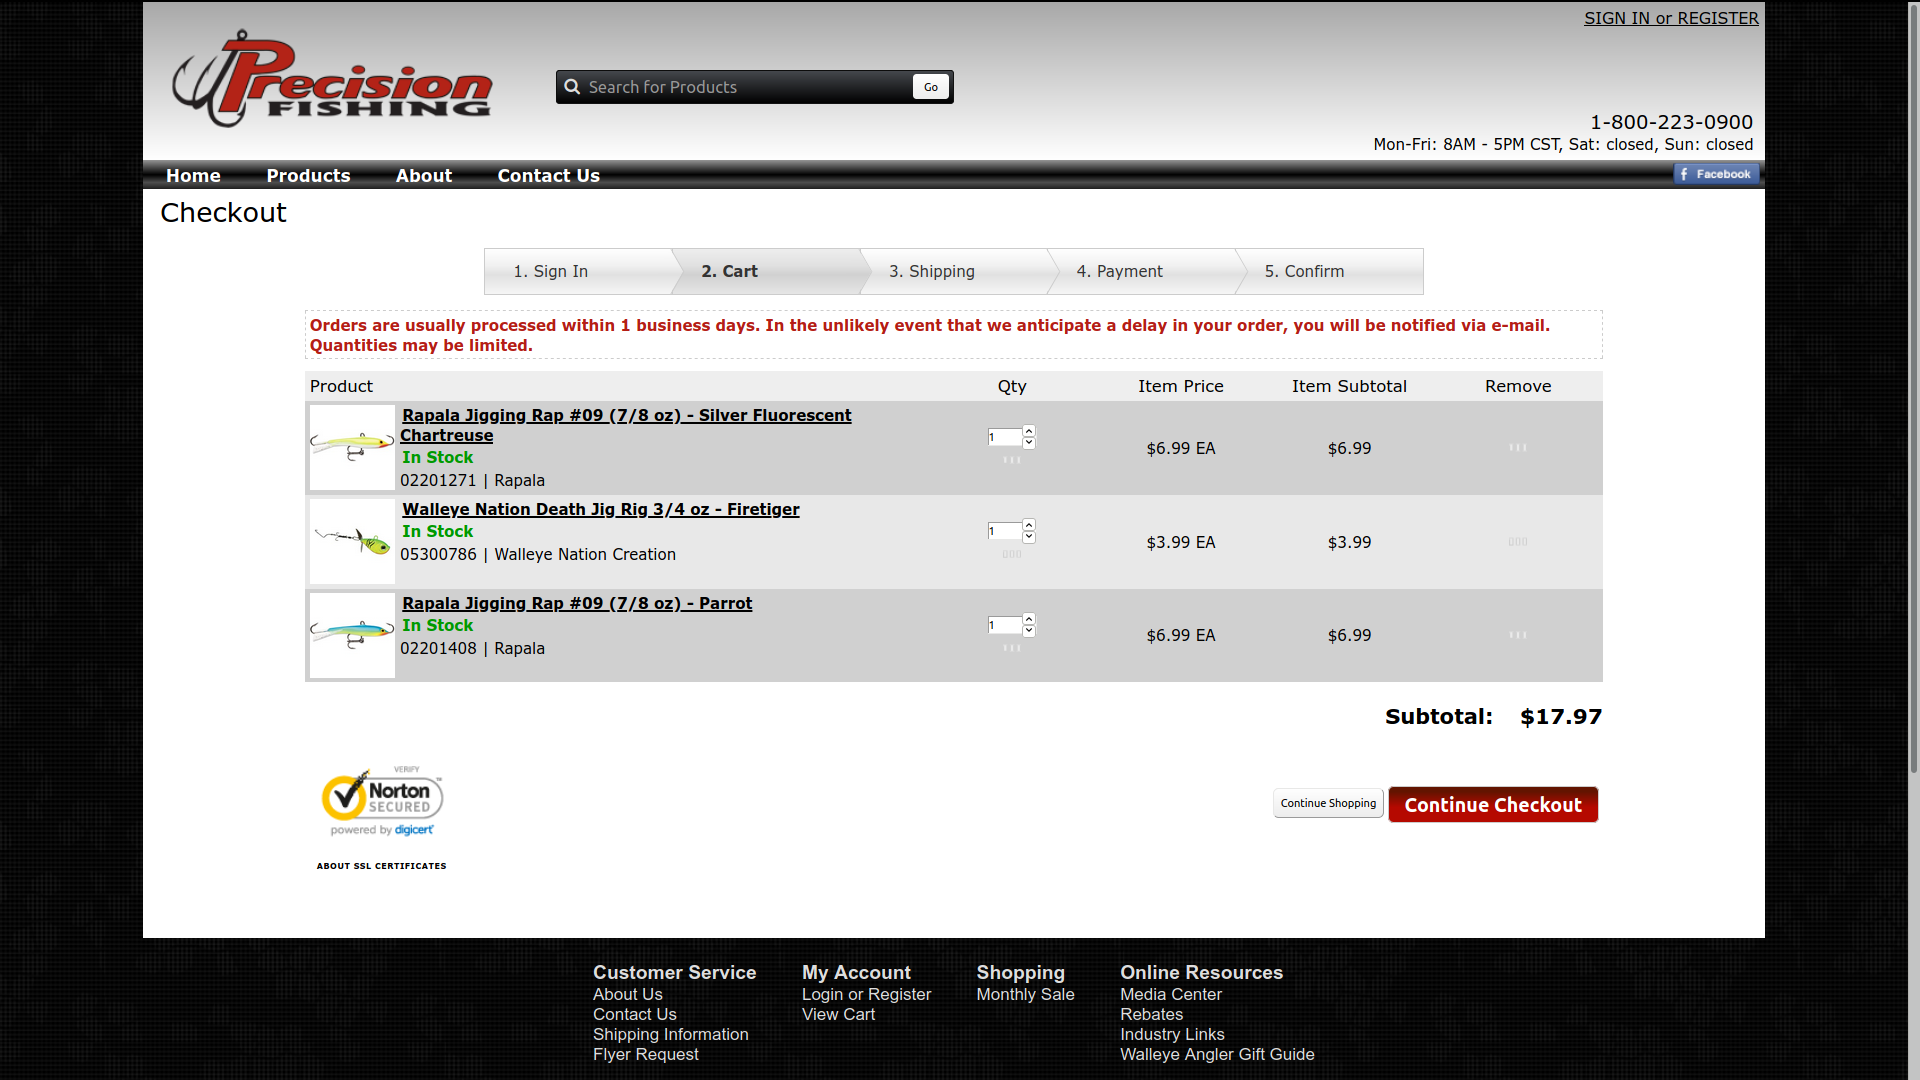 SIGN IN or REGISTER
Precision
FISHING
Search for Products
Go
1-800-223-0900
Mon-Fri: 8AM - 5PM CST, Sat: closed, Sun: closed
Home
Products
About
Contact Us
Facebook
Checkout
1. Sign In
2. Cart
3. Shipping
4. Payment
5. Confirm
Orders are usually processed within 1 business days. In the unlikely event that we anticipate a delay in your order, you will be notified via e-mail.
Quantities may be limited.
Product Qty Item Price Item Subtotal Remove
Rapala Jigging Rap #09 (7/8 oz) - Silver Fluorescent
Chartreuse
In Stock
02201271 | Rapala
1
$6.99 EA
$6.99
Walleye Nation Death Jig Rig 3/4 oz - Firetiger
In Stock
05300786 | Walleye Nation Creation
1
$3.99 EA
$3.99
Rapala Jigging Rap #09 (7/8 oz) - Parrot
In Stock
02201408 | Rapala
1
$6.99 EA
$6.99
Subtotal: $17.97
VERIFY
Norton
SECURED
powered by digicert
ABOUT SSL CERTIFICATES
Continue Shopping
Continue Checkout
Customer Service
About Us
Contact Us
Shipping Information
Flyer Request
My Account
Login or Register
View Cart
Shopping
Monthly Sale
Online Resources
Media Center
Rebates
Industry Links
Walleye Angler Gift Guide